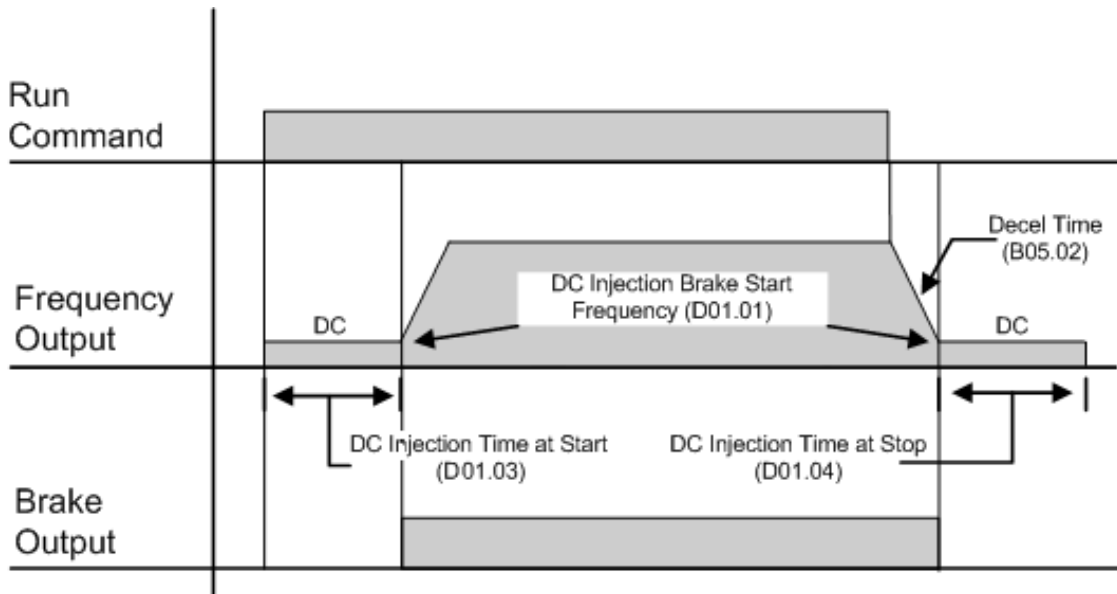 Run
Command
Decel Time
(B05.02)
DC Injection Brake Start
Frequency (D01.01)
Frequency
Output
DC
DC
DC Injection Time at Start
(D01.03)
DC Injection Time at Stop
(D01.04)
Brake
Output